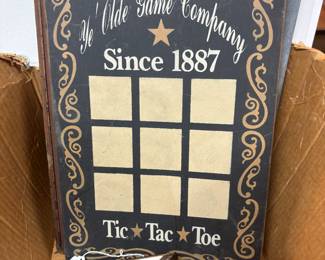 Ye Olde Game Company
Since 1887
Tic ★ Tac ★ Toe